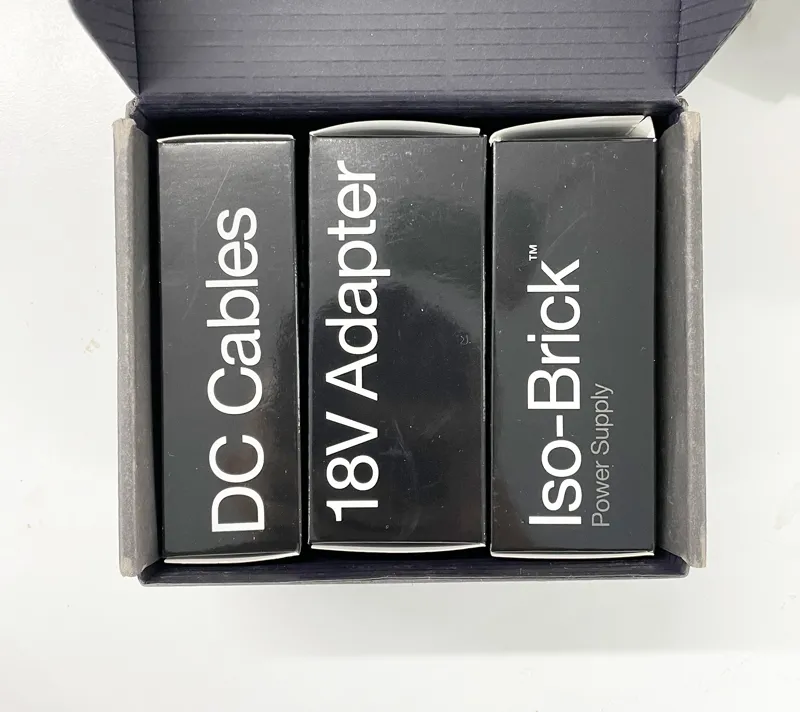 DC Cables
18V Adapter
Iso-Brick™
Power Supply